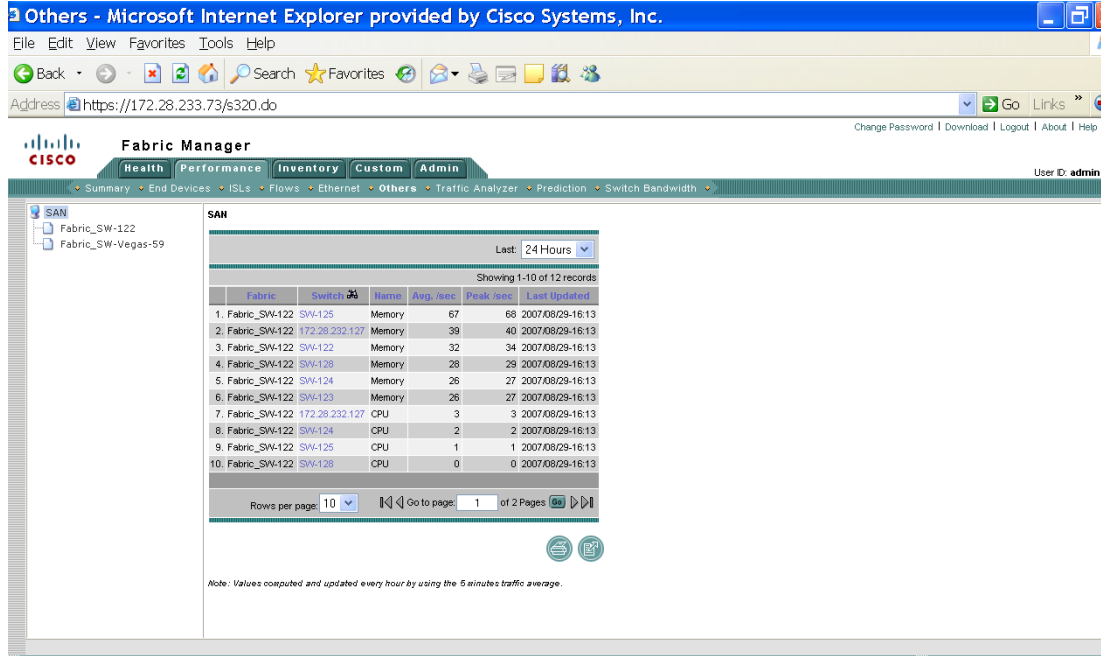 Others - Microsoft Internet Explorer provided by Cisco Systems, Inc.
File Edit View Favorites Tools Help
Back Search Favorites
Address https://172.28.233.73/s320.do Go Links »
Change Password | Download | Logout | About | Help
CISCO Fabric Manager
Health Performance Inventory Custom Admin
User ID: admin
Summary End Devices ISLs Flows Ethernet Others Traffic Analyzer Prediction Switch Bandwidth
SAN
Fabric_SW-122
Fabric_SW-Vegas-59
SAN
Last: 24 Hours
Showing 1-10 of 12 records
Fabric Switch Name Avg. /sec Peak /sec Last Updated
1. Fabric_SW-122 SW-125 Memory 67 68 2007/08/29-16:13
2. Fabric_SW-122 172.28.232.127 Memory 39 40 2007/08/29-16:13
3. Fabric_SW-122 SW-122 Memory 32 34 2007/08/29-16:13
4. Fabric_SW-122 SW-128 Memory 28 29 2007/08/29-16:13
5. Fabric_SW-122 SW-124 Memory 26 27 2007/08/29-16:13
6. Fabric_SW-122 SW-123 Memory 26 27 2007/08/29-16:13
7. Fabric_SW-122 172.28.232.127 CPU 3 3 2007/08/29-16:13
8. Fabric_SW-122 SW-124 CPU 2 2 2007/08/29-16:13
9. Fabric_SW-122 SW-125 CPU 1 1 2007/08/29-16:13
10. Fabric_SW-122 SW-128 CPU 0 0 2007/08/29-16:13
Rows per page: 10 Go to page: 1 of 2 Pages Go
Note: Values computed and updated every hour by using the 5 minutes traffic average.